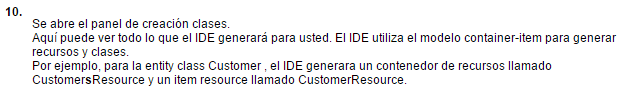 10.
Se abre el panel de creación clases.
Aquí puede ver todo lo que el IDE generará para usted. El IDE utiliza el modelo container-item para generar
recursos y clases.
Por ejemplo, para la entity class Customer , el IDE generara un contenedor de recursos llamado
CustomersResource y un item resource llamado CustomerResource.